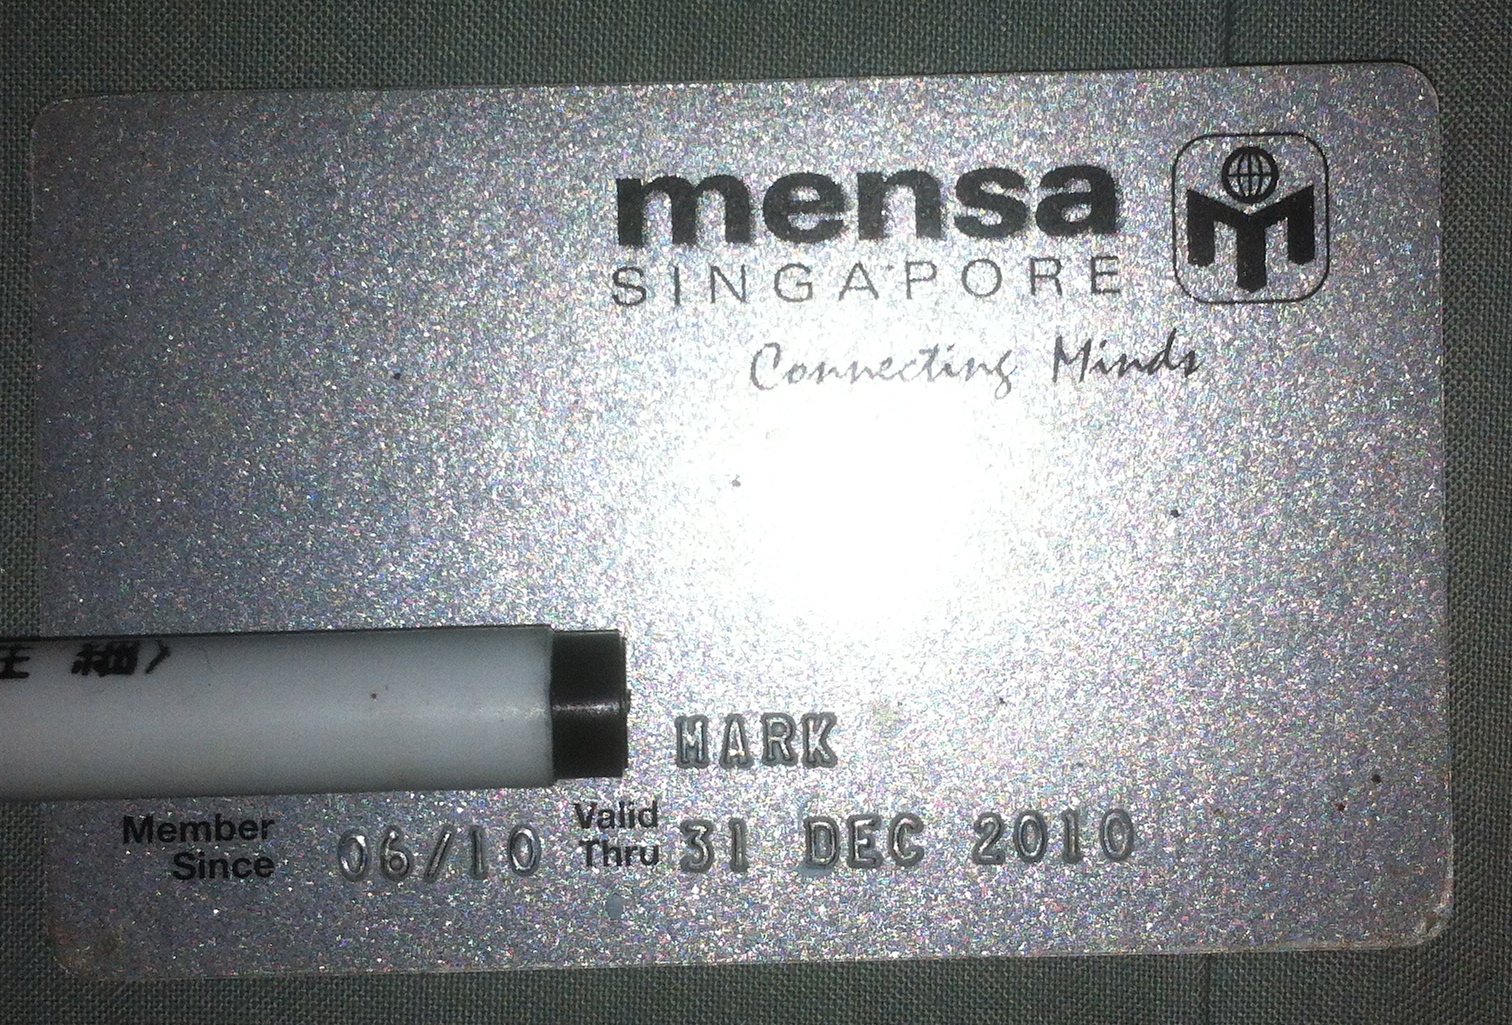 mensa
SINGAPORE
Connecting Minds
MARK
Member Since 06/10 Valid Thru 31 DEC 2010